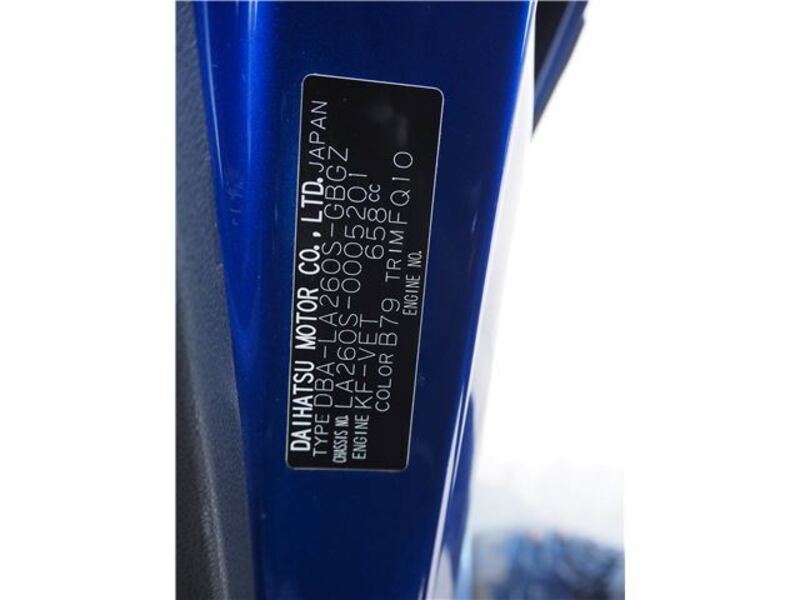 DAIHATSU MOTOR CO., LTD. JAPAN
TYPE DBA-LA260S-GBGZ
CHASSIS NO. LA260S-0005201
ENGINE KF-VET 658CC
COLOR B79 TRIM FQ10
ENGINE NO.